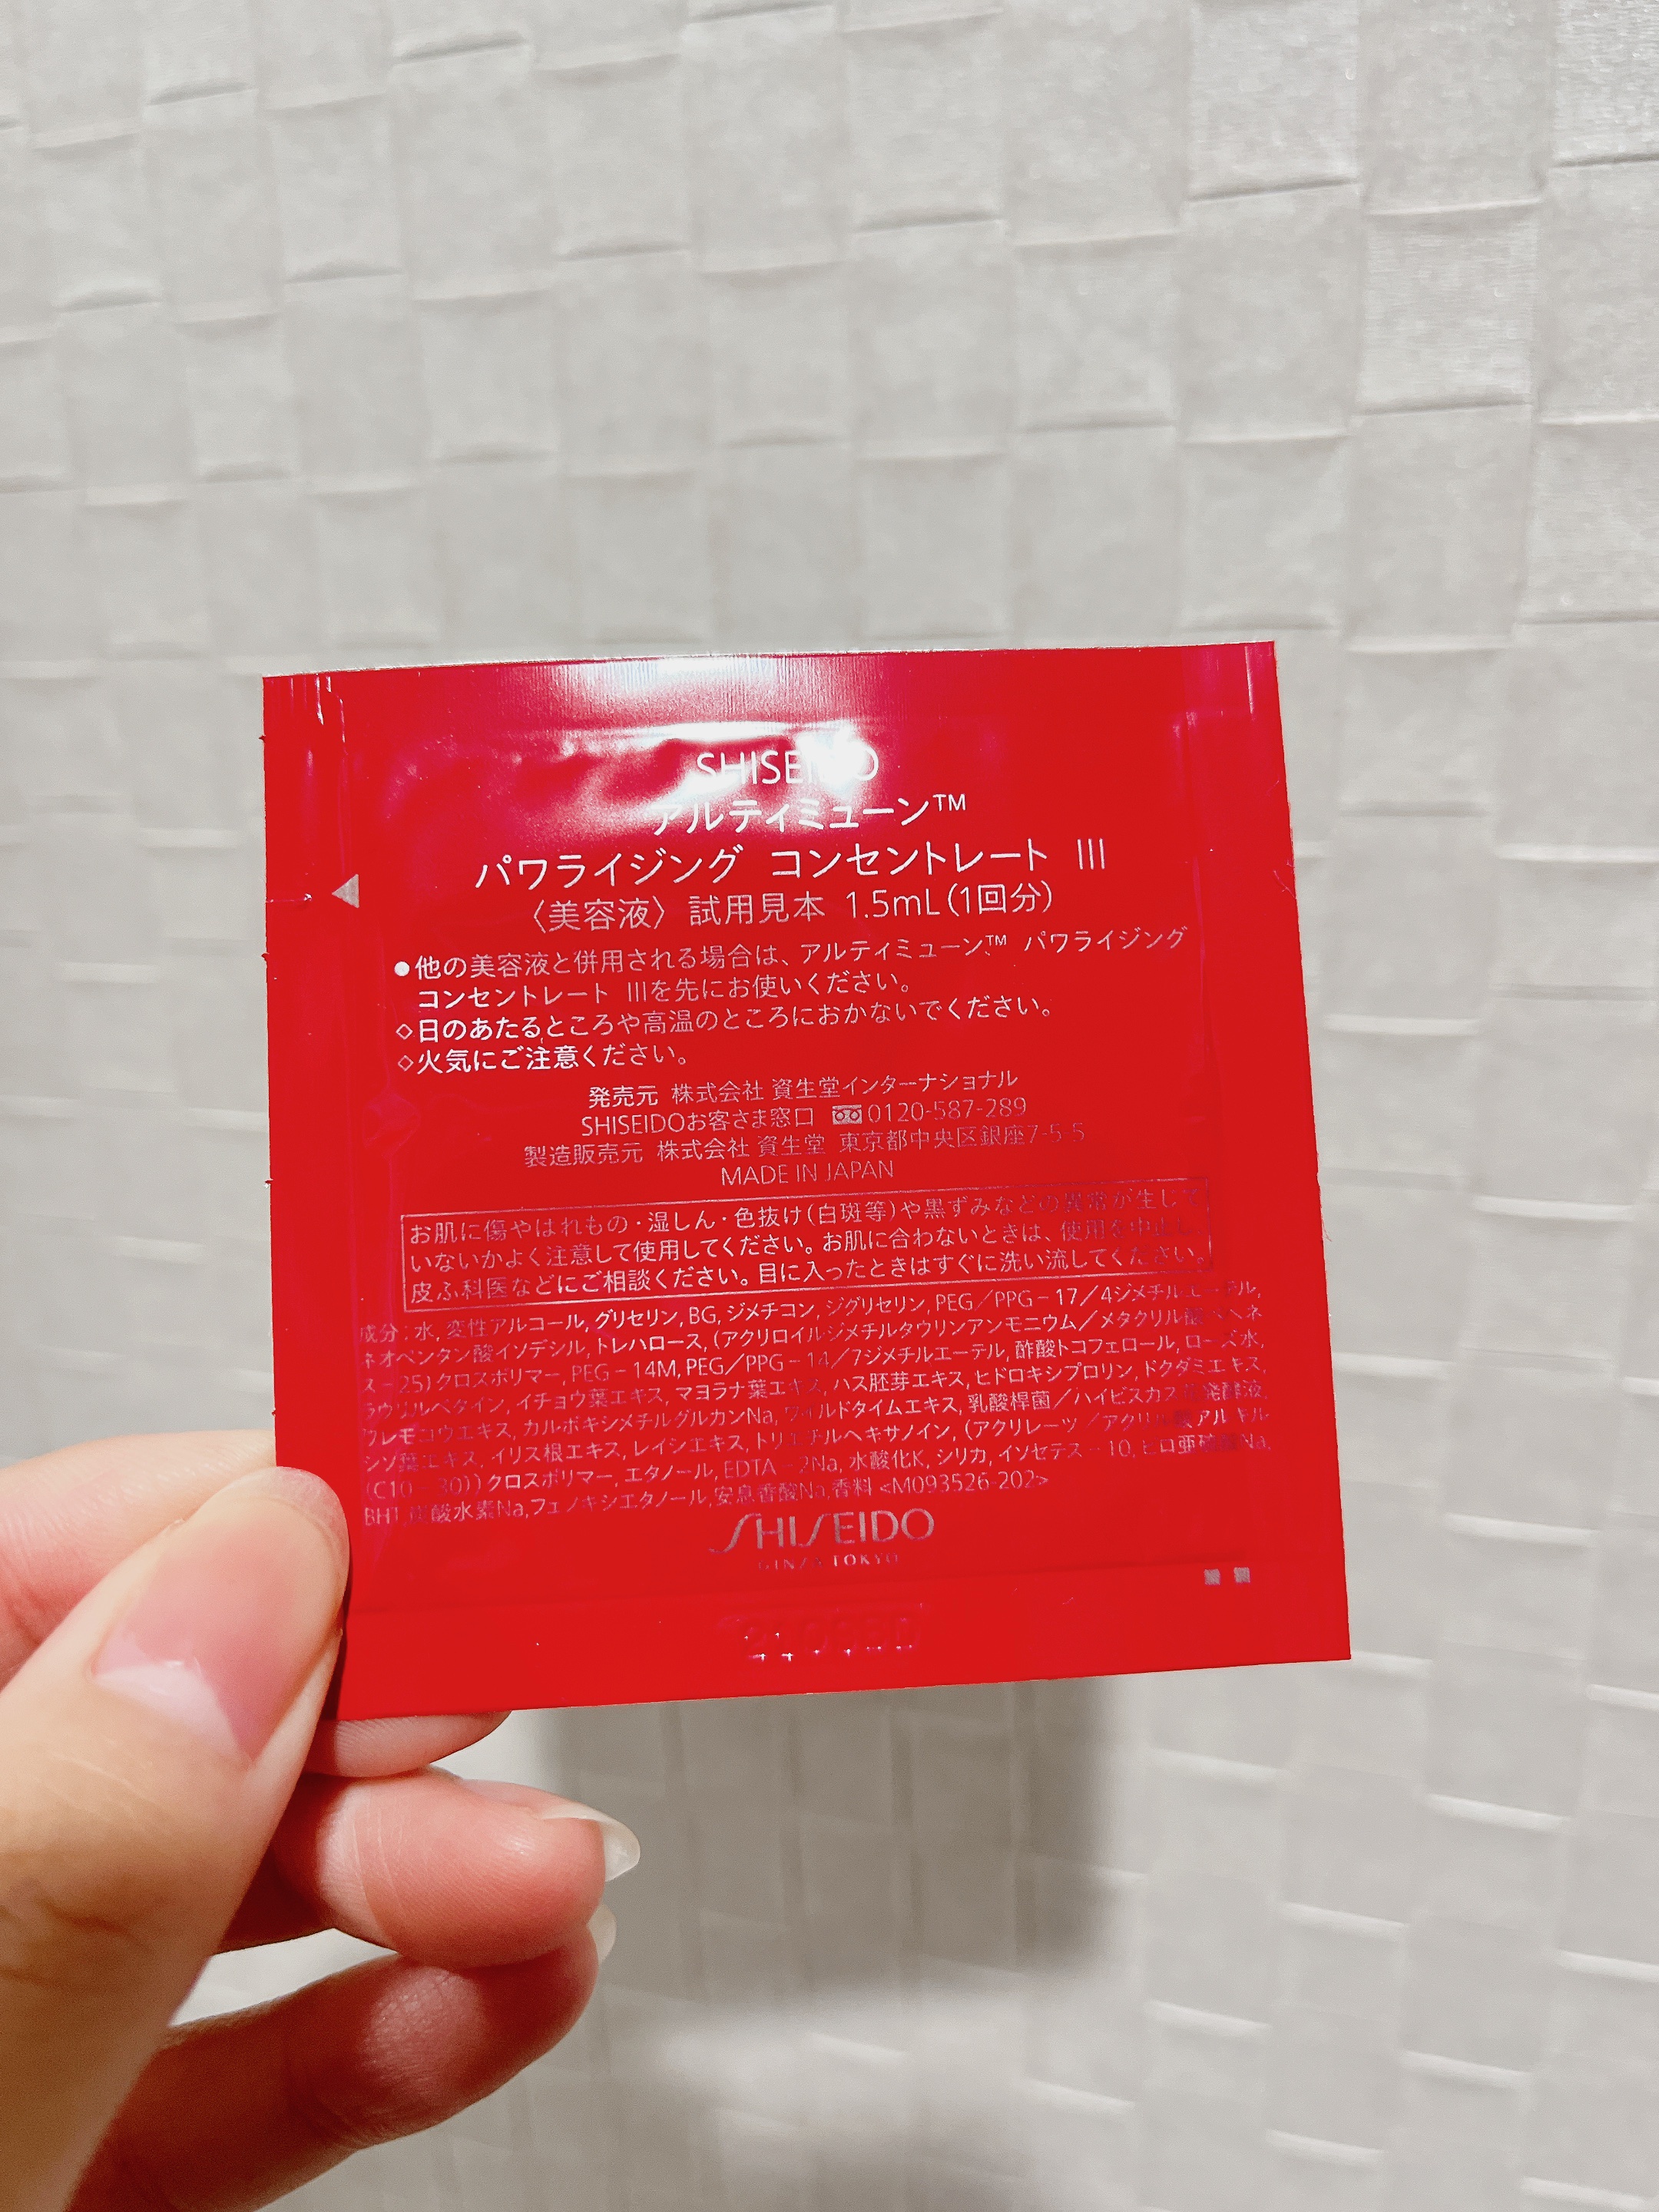 SHISEIDO
アルティミューン™
パワライジング コンセントレート III
〈美容液〉 試用見本 1.5mL(1回分)
●他の美容液と併用される場合は、アルティミューン™ パワライジング
コンセントレート IIIを先にお使いください。
◇日のあたるところや高温のところにおかないでください。
◇火気にご注意ください。
発売元 株式会社 資生堂インターナショナル
SHISEIDOお客さま窓口 0120-587-289
製造販売元 株式会社 資生堂 東京都中央区銀座7-5-5
MADE IN JAPAN
お肌に傷やはれもの・湿しん・色抜け(白斑等)や黒ずみなどの異常が生じて
いないかよく注意して使用してください。お肌に合わないときは、使用を中止し、
皮ふ科医などにご相談ください。目に入ったときはすぐに洗い流してください。
成分:水, 変性アルコール, グリセリン, BG, ジメチコン, ジグリセリン, PEG/PPG-17/4ジメチルエーテル,
ネオペンタン酸イソデシル, トレハロース, (アクリロイルジメチルタウリンアンモニウム/メタクリル酸ベヘネ
ス-25)クロスポリマー, PEG-14M, PEG/PPG-14/7ジメチルエーテル, 酢酸トコフェロール, ローズ水,
ラウリルベタイン, イチョウ葉エキス, マヨラナ葉エキス, ハス胚芽エキス, ヒドロキシプロリン, ドクダミエキス,
ワレモコウエキス, カルボキシメチルグルカンNa, ワイルドタイムエキス, 乳酸桿菌/ハイビスカス花発酵液,
シソ葉エキス, イリス根エキス, レイシエキス, トリエチルヘキサノイン, (アクリレーツ/アクリル酸アルキル
(C10-30))クロスポリマー, エタノール, EDTA-2Na, 水酸化K, シリカ, イソセテス-10, ピロ亜硫酸Na,
BHT, 炭酸水素Na, フェノキシエタノール, 安息香酸Na, 香料 <M093526-202>
SHISEIDO
GINZA TOKYO